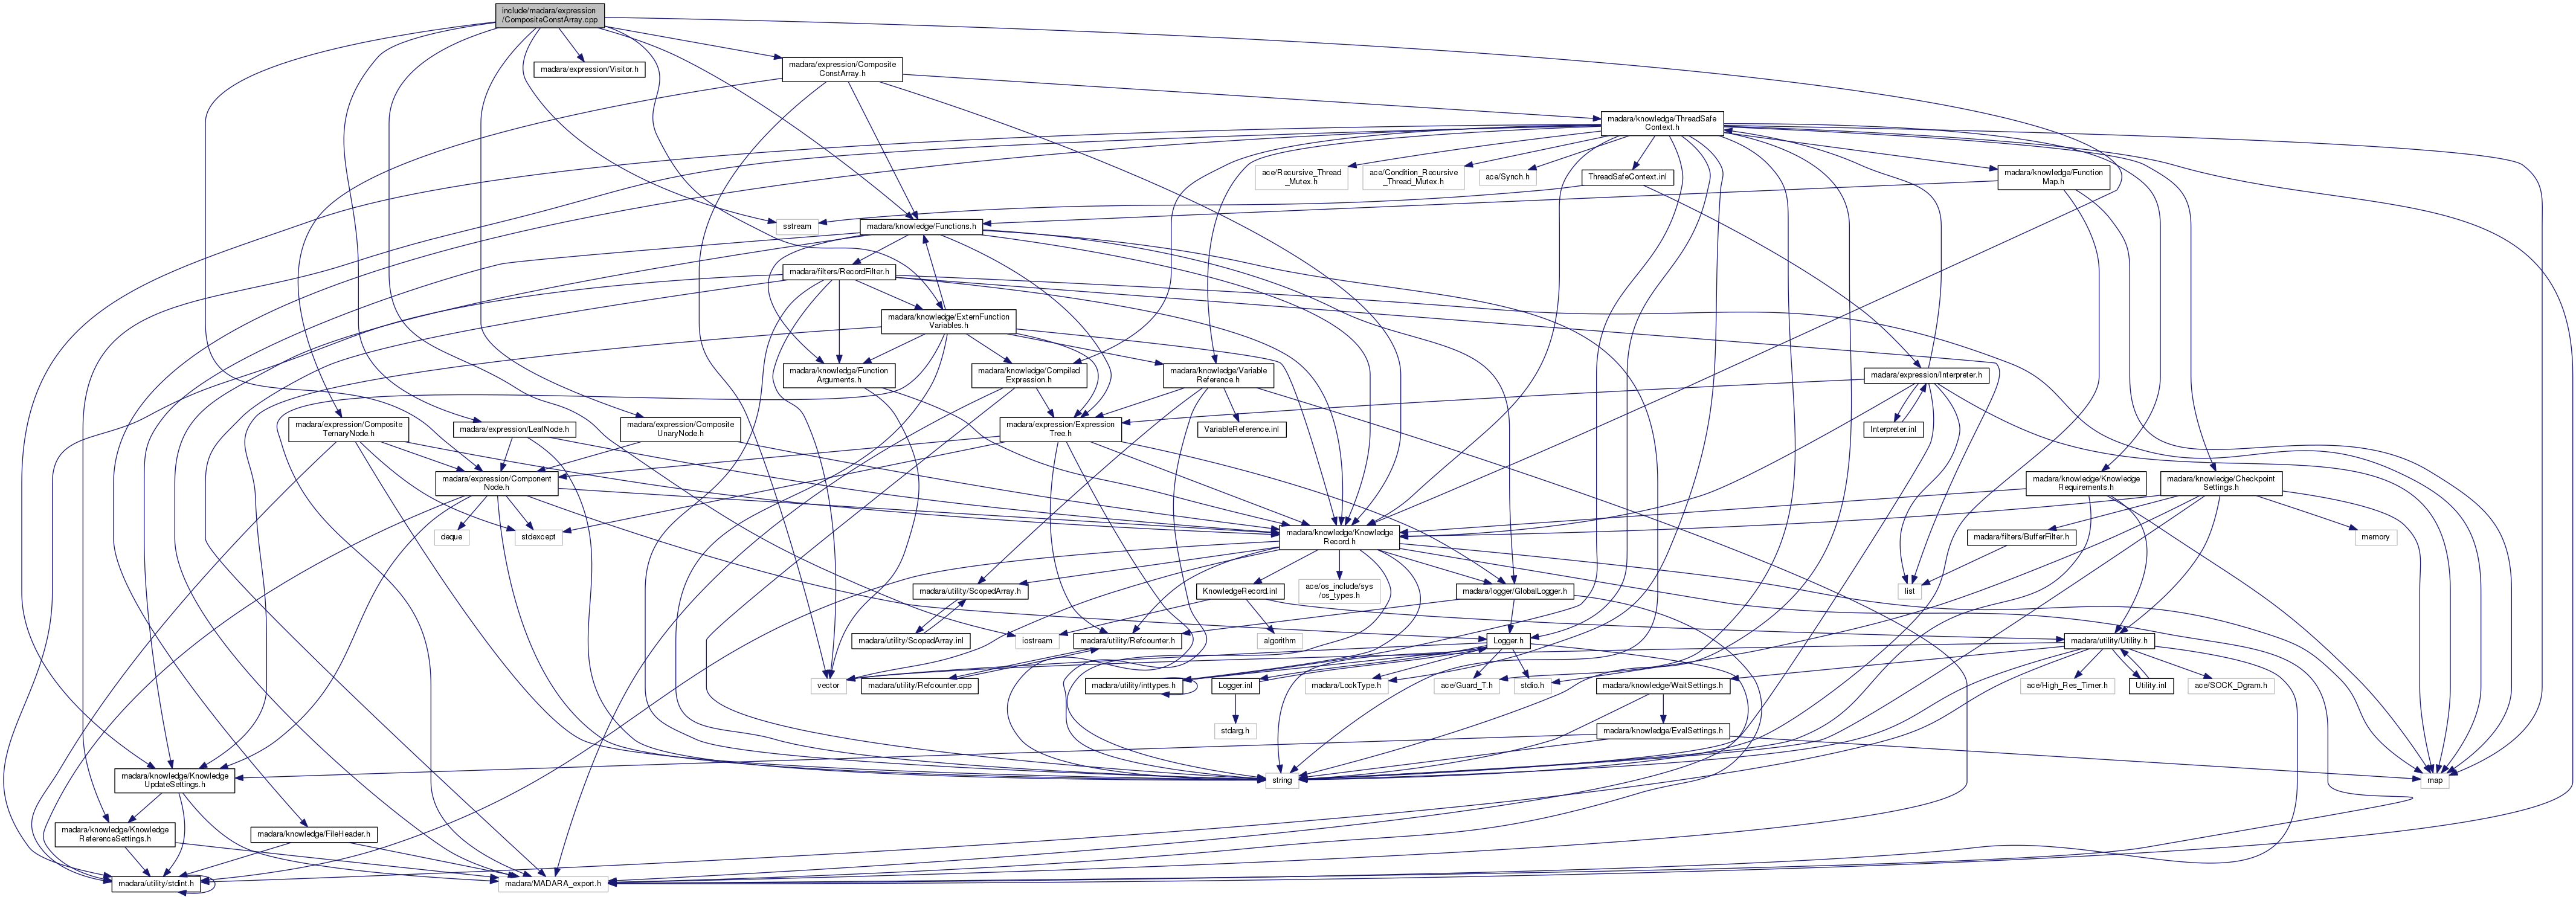 include/madara/expression
/CompositeConstArray.cpp
madara/expression/Visitor.h
madara/expression/Composite
ConstArray.h
madara/knowledge/ThreadSafe
Context.h
ace/Recursive_Thread
_Mutex.h
ace/Condition_Recursive
_Thread_Mutex.h
ace/Synch.h
ThreadSafeContext.inl
madara/knowledge/Function
Map.h
sstream
madara/knowledge/Functions.h
madara/filters/RecordFilter.h
madara/knowledge/ExternFunction
Variables.h
madara/knowledge/Function
Arguments.h
madara/knowledge/Compiled
Expression.h
madara/knowledge/Variable
Reference.h
madara/expression/Interpreter.h
madara/expression/Composite
TernaryNode.h
madara/expression/LeafNode.h
madara/expression/Composite
UnaryNode.h
madara/expression/Expression
Tree.h
VariableReference.inl
Interpreter.inl
madara/expression/Component
Node.h
madara/knowledge/Knowledge
Requirements.h
madara/knowledge/Checkpoint
Settings.h
deque
stdexcept
madara/knowledge/Knowledge
Record.h
madara/filters/BufferFilter.h
memory
madara/utility/ScopedArray.h
KnowledgeRecord.inl
ace/os_include/sys
/os_types.h
madara/logger/GlobalLogger.h
list
madara/utility/ScopedArray.inl
iostream
madara/utility/Refcounter.h
algorithm
Logger.h
madara/utility/Utility.h
vector
madara/utility/Refcounter.cpp
madara/utility/inttypes.h
Logger.inl
madara/LockType.h
ace/Guard_T.h
stdio.h
madara/knowledge/WaitSettings.h
ace/High_Res_Timer.h
Utility.inl
ace/SOCK_Dgram.h
stdarg.h
madara/knowledge/EvalSettings.h
madara/knowledge/Knowledge
UpdateSettings.h
string
map
madara/knowledge/Knowledge
ReferenceSettings.h
madara/knowledge/FileHeader.h
madara/utility/stdint.h
madara/MADARA_export.h